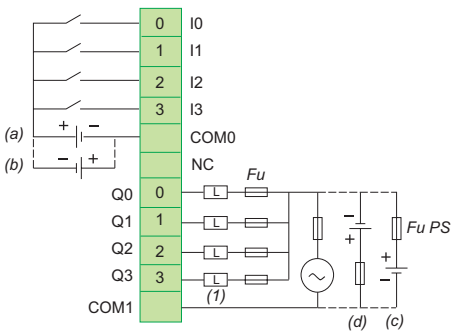 0 I0
1 I1
2 I2
3 I3
(a) + − COM0
(b) − + NC
Q0 0 L Fu
Q1 1 L
Q2 2 L
Q3 3 L
(1)
COM1
− +
Fu PS
+ −
(d) (c)